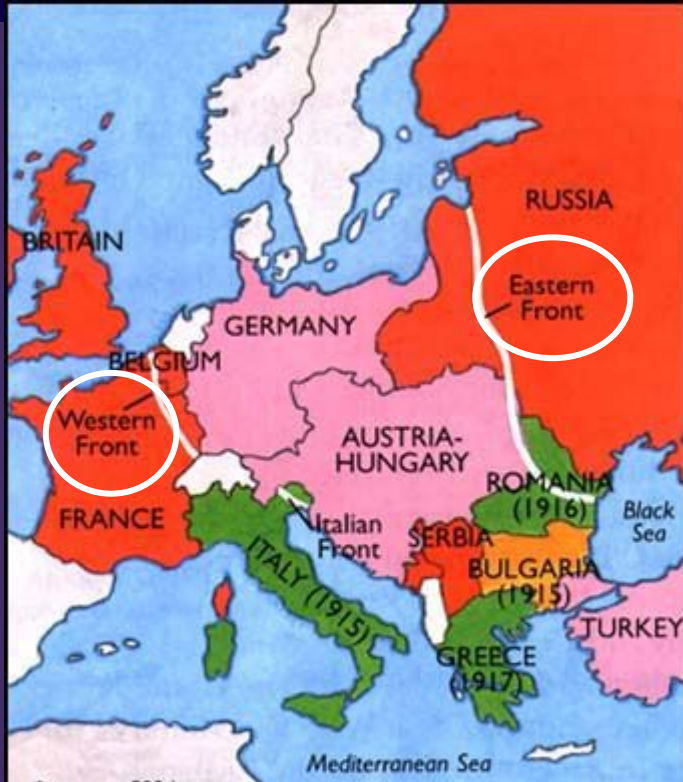 RUSSIA
BRITAIN
Eastern
Front
GERMANY
BELGIUM
Western
Front
AUSTRIA-
HUNGARY
ROMANIA
(1916)
Black
Sea
FRANCE
Italian
Front
SERBIA
ITALY (1915)
BULGARIA
(1915)
TURKEY
GREECE
(1917)
Mediterranean Sea